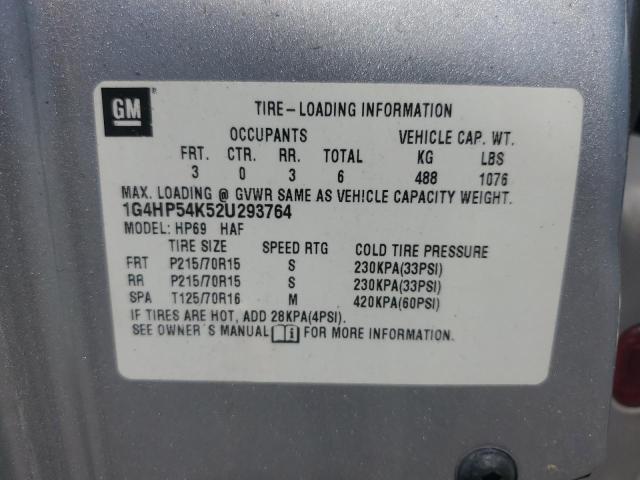 GM
TIRE-LOADING INFORMATION
OCCUPANTS VEHICLE CAP. WT.
FRT. CTR. RR. TOTAL KG LBS
3 0 3 6 488 1076
MAX. LOADING @ GVWR SAME AS VEHICLE CAPACITY WEIGHT.
1G4HP54K52U293764
MODEL: HP69 HAF
TIRE SIZE SPEED RTG COLD TIRE PRESSURE
FRT P215/70R15 S 230KPA(33PSI)
RR P215/70R15 S 230KPA(33PSI)
SPA T125/70R16 M 420KPA(60PSI)
IF TIRES ARE HOT, ADD 28KPA(4PSI).
SEE OWNER'S MANUAL i FOR MORE INFORMATION.